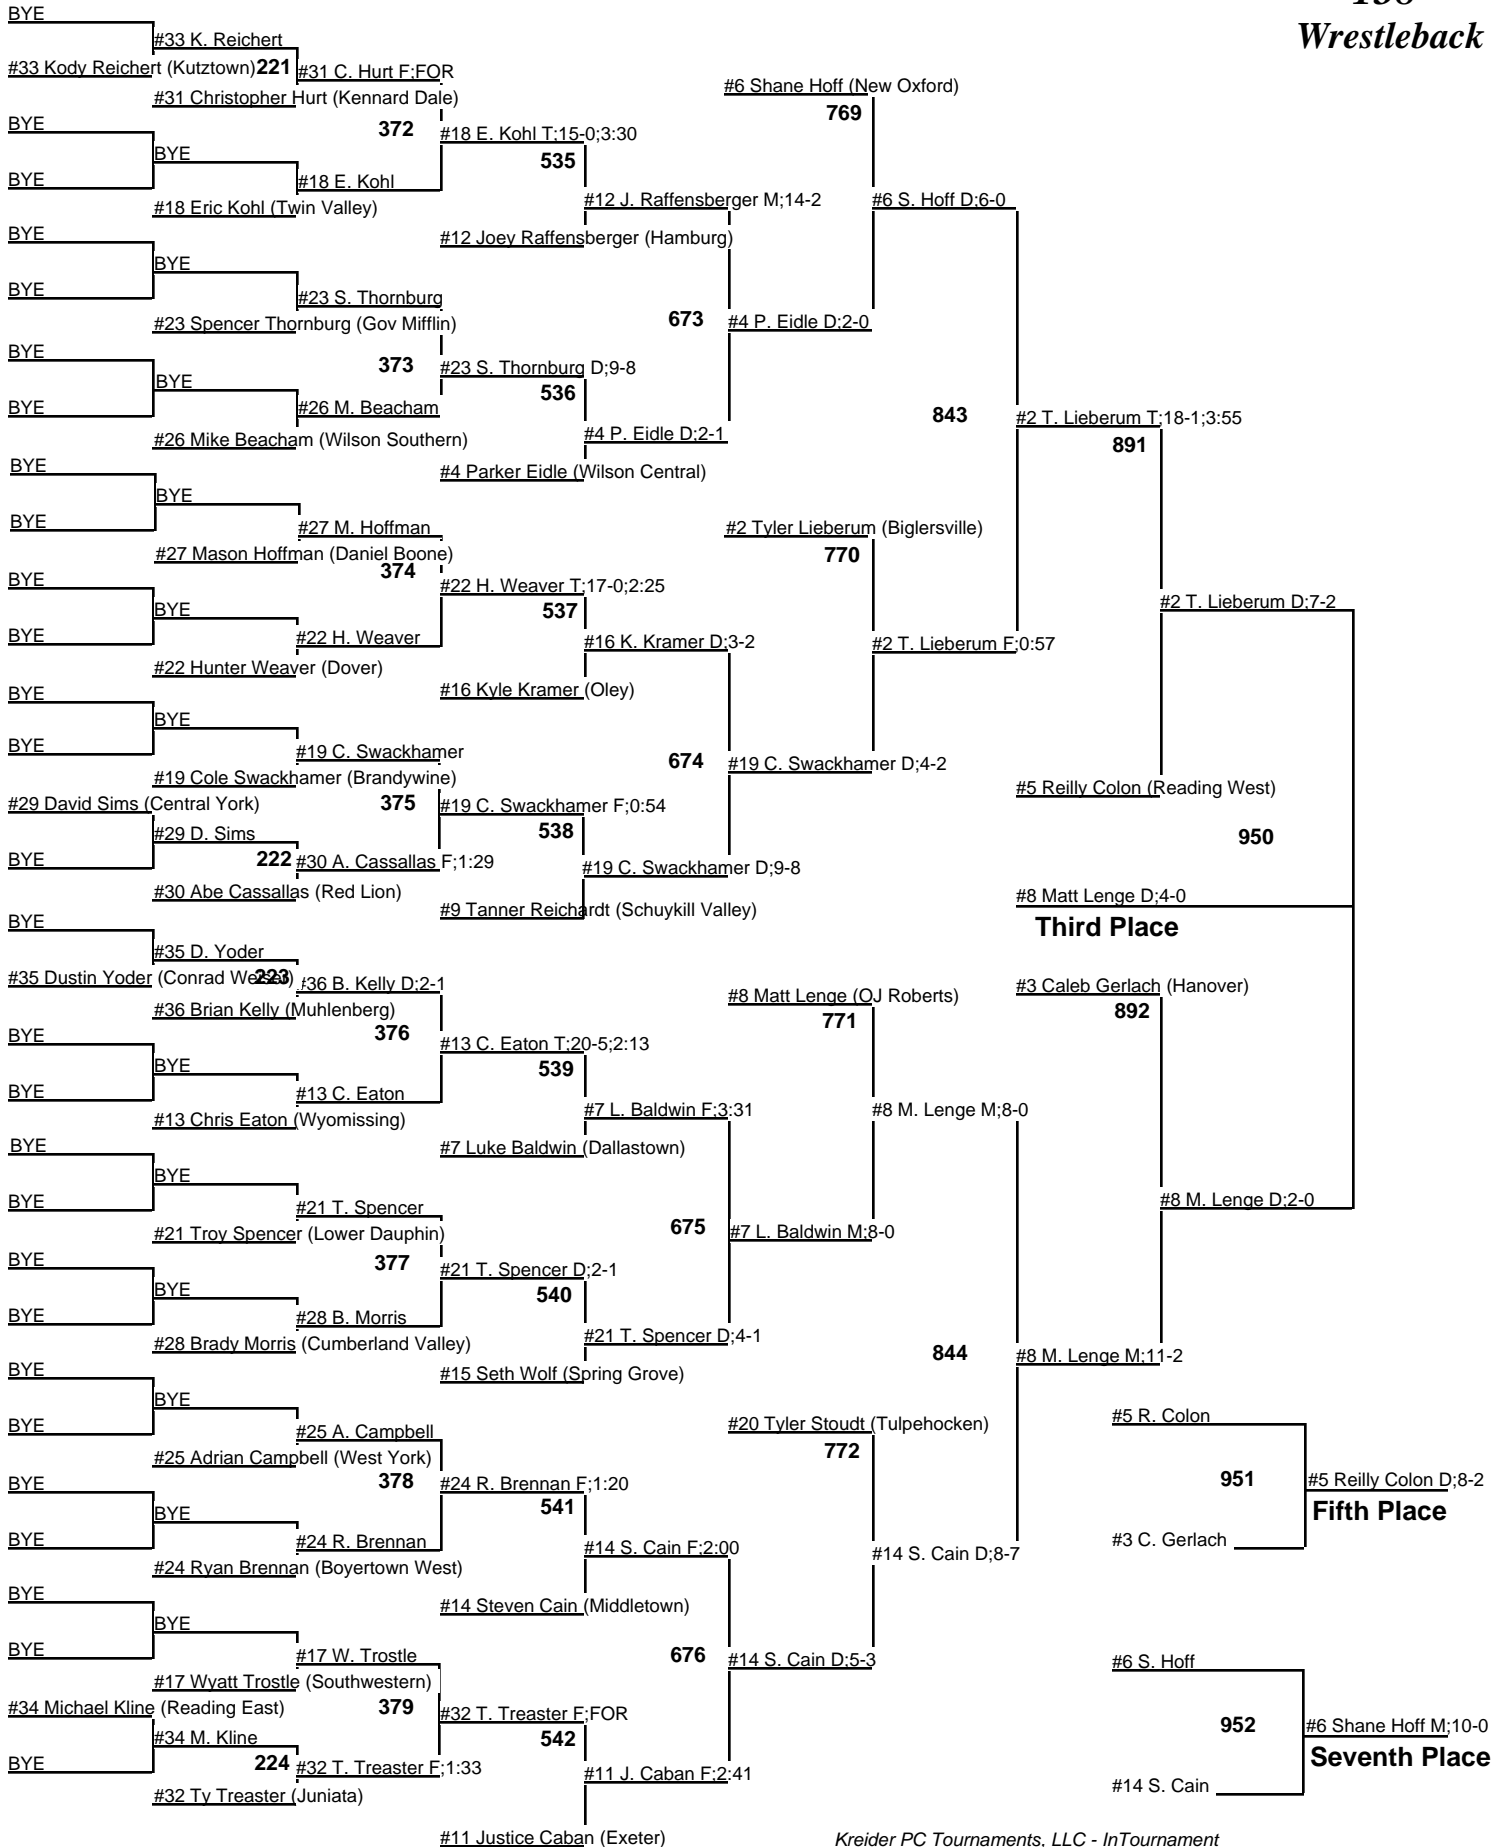 138
Wrestleback
BYE
#33 K. Reichert
#33 Kody Reichert (Kutztown)
221
#31 C. Hurt F;FOR
#31 Christopher Hurt (Kennard Dale)
BYE
372
#18 E. Kohl T;15-0;3:30
BYE
BYE
#18 E. Kohl
#18 Eric Kohl (Twin Valley)
535
#12 J. Raffensberger M;14-2
#12 Joey Raffensberger (Hamburg)
BYE
BYE
BYE
#23 S. Thornburg
#23 Spencer Thornburg (Gov Mifflin)
BYE
373
#23 S. Thornburg D;9-8
BYE
BYE
#26 M. Beacham
#26 Mike Beacham (Wilson Southern)
536
#4 P. Eidle D;2-1
#4 Parker Eidle (Wilson Central)
673
#4 P. Eidle D;2-0
#6 Shane Hoff (New Oxford)
769
#6 S. Hoff D;6-0
BYE
BYE
BYE
#27 M. Hoffman
#27 Mason Hoffman (Daniel Boone)
374
BYE
#22 H. Weaver T;17-0;2:25
BYE
BYE
#22 H. Weaver
#22 Hunter Weaver (Dover)
537
#16 K. Kramer D;3-2
#16 Kyle Kramer (Oley)
BYE
BYE
BYE
#19 C. Swackhamer
#19 Cole Swackhamer (Brandywine)
#29 David Sims (Central York)
375
#19 C. Swackhamer F;0:54
#29 D. Sims
BYE
222
#30 A. Cassallas F;1:29
#30 Abe Cassallas (Red Lion)
538
#19 C. Swackhamer D;9-8
#9 Tanner Reichardt (Schuykill Valley)
674
#19 C. Swackhamer D;4-2
#2 Tyler Lieberum (Biglersville)
770
#2 T. Lieberum F;0:57
843
#2 T. Lieberum T;18-1;3:55
891
#2 T. Lieberum D;7-2
#5 Reilly Colon (Reading West)
950
#8 Matt Lenge D;4-0
Third Place
BYE
#35 D. Yoder
#35 Dustin Yoder (Conrad Weiser)
223
#36 B. Kelly D;2-1
#36 Brian Kelly (Muhlenberg)
BYE
376
#13 C. Eaton T;20-5;2:13
BYE
BYE
#13 C. Eaton
#13 Chris Eaton (Wyomissing)
539
#7 L. Baldwin F;3:31
#7 Luke Baldwin (Dallastown)
BYE
BYE
BYE
#21 T. Spencer
#21 Troy Spencer (Lower Dauphin)
BYE
377
#21 T. Spencer D;2-1
BYE
BYE
#28 B. Morris
#28 Brady Morris (Cumberland Valley)
540
#21 T. Spencer D;4-1
#15 Seth Wolf (Spring Grove)
675
#7 L. Baldwin M;8-0
#8 Matt Lenge (OJ Roberts)
771
#8 M. Lenge M;8-0
BYE
BYE
BYE
#25 A. Campbell
#25 Adrian Campbell (West York)
BYE
378
#24 R. Brennan F;1:20
BYE
BYE
#24 R. Brennan
#24 Ryan Brennan (Boyertown West)
541
#14 S. Cain F;2:00
#14 Steven Cain (Middletown)
BYE
BYE
BYE
#17 W. Trostle
#17 Wyatt Trostle (Southwestern)
#34 Michael Kline (Reading East)
379
#32 T. Treaster F;FOR
#34 M. Kline
BYE
224
#32 T. Treaster F;1:33
#32 Ty Treaster (Juniata)
542
#11 J. Caban F;2:41
#11 Justice Caban (Exeter)
676
#14 S. Cain D;5-3
#20 Tyler Stoudt (Tulpehocken)
772
#14 S. Cain D;8-7
844
#8 M. Lenge M;11-2
#3 Caleb Gerlach (Hanover)
892
#8 M. Lenge D;2-0
#5 R. Colon
951
#5 Reilly Colon D;8-2
Fifth Place
#3 C. Gerlach
#6 S. Hoff
952
#6 Shane Hoff M;10-0
Seventh Place
#14 S. Cain
Kreider PC Tournaments, LLC - InTournament